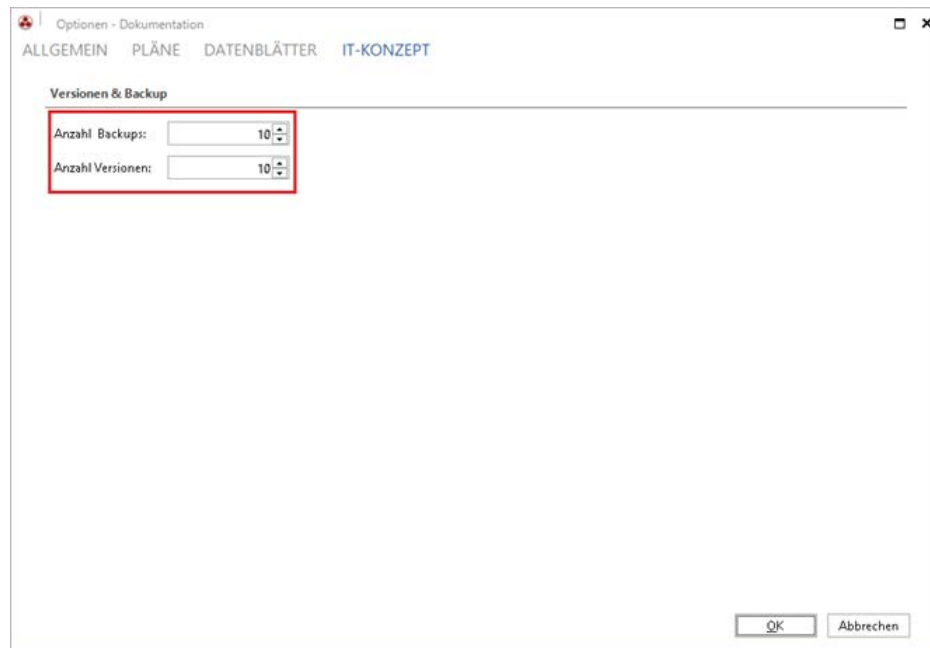 Optionen - Dokumentation
ALLGEMEIN PLÄNE DATENBLÄTTER IT-KONZEPT
Versionen & Backup
Anzahl Backups: 10
Anzahl Versionen: 10
OK Abbrechen